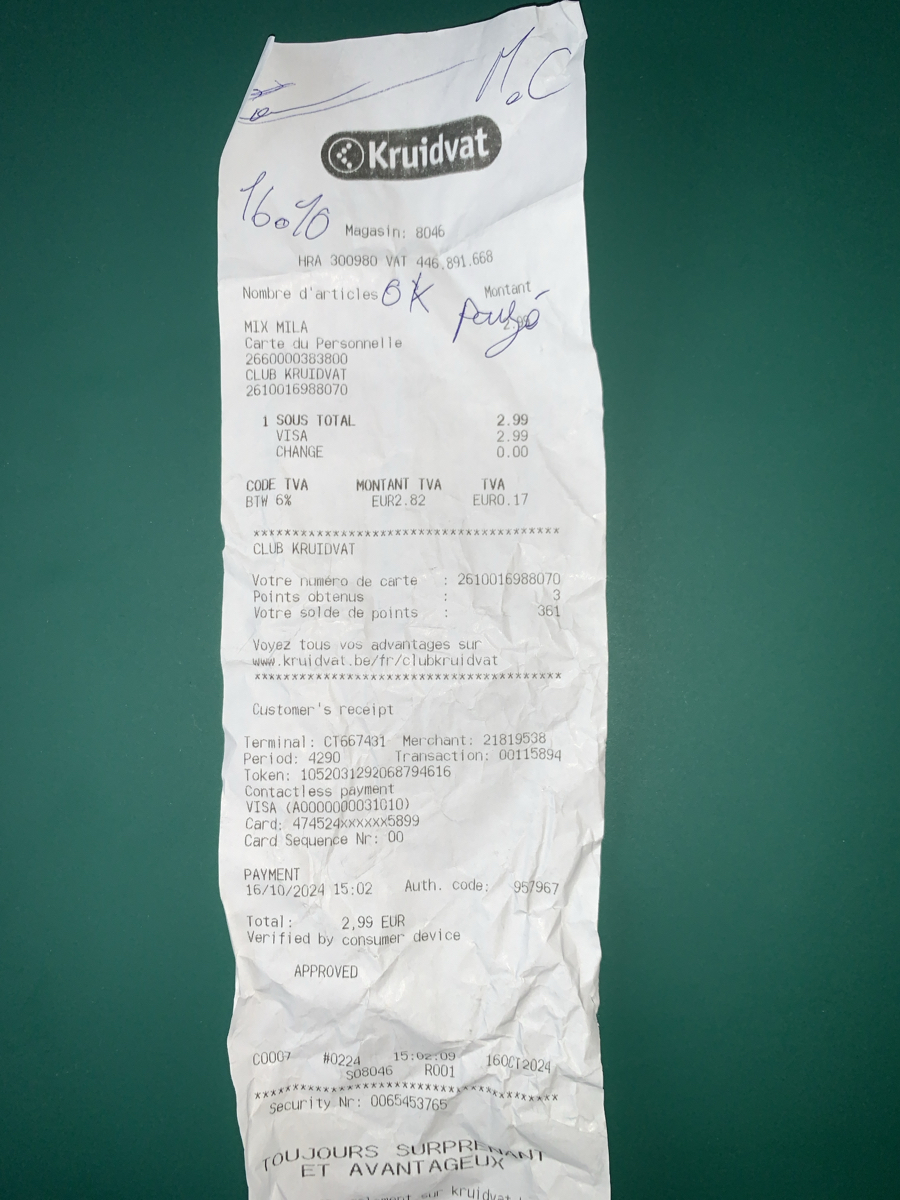 M.C
Kruidvat
16.10
Magasin: 8046
HRA 300980 VAT 446.891.668
Nombre d'articles OK Montant
2.99
MIX MILA
Carte du Personnelle
2660000383800
CLUB KRUIDVAT
2610016988070
1 SOUS TOTAL 2.99
VISA 2.99
CHANGE 0.00
CODE TVA MONTANT TVA TVA
BTW 6% EUR2.82 EUR0.17
***************************************
CLUB KRUIDVAT
Votre numéro de carte : 2610016988070
Points obtenus : 3
Votre solde de points : 361
Voyez tous vos advantages sur
www.kruidvat.be/fr/clubkruidvat
***************************************
Customer's receipt
Terminal: CT667431 Merchant: 21819538
Period: 4290 Transaction: 00115894
Token: 1052031292068794616
Contactless payment
VISA (A0000000031010)
Card: 474524xxxxxx5899
Card Sequence Nr: 00
PAYMENT
16/10/2024 15:02 Auth. code: 957967
Total: 2,99 EUR
Verified by consumer device
APPROVED
C0007 #0224 15:02:09 16OCT2024
S08046 R001
***************************************
Security Nr: 0065453765
TOUJOURS SURPRENANT
ET AVANTAGEUX
sur kruidvat